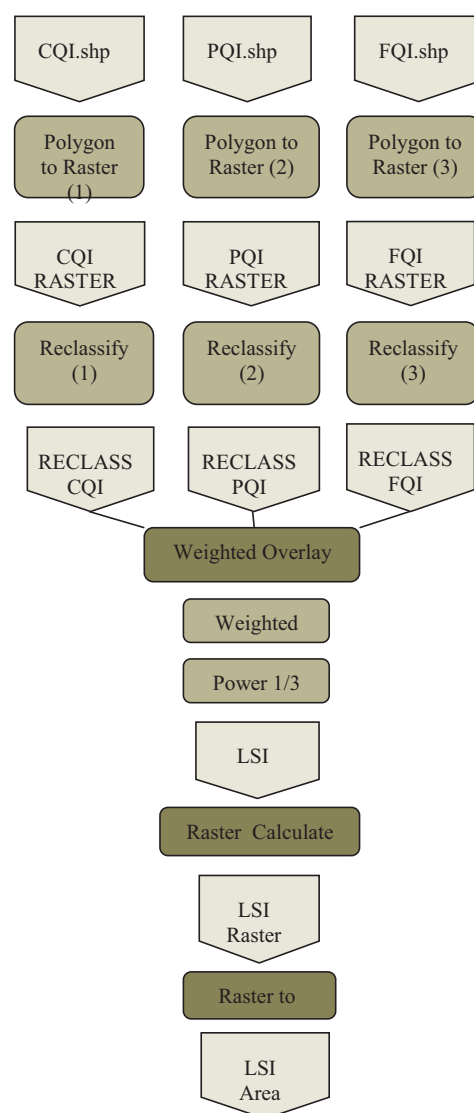 CQI.shp
PQI.shp
FQI.shp
Polygon
to Raster
(1)
Polygon to
Raster (2)
Polygon to
Raster (3)
CQI
RASTER
PQI
RASTER
FQI
RASTER
Reclassify
(1)
Reclassify
(2)
Reclassify
(3)
RECLASS
CQI
RECLASS
PQI
RECLASS
FQI
Weighted Overlay
Weighted
Power 1/3
LSI
Raster Calculate
LSI
Raster
Raster to
LSI
Area